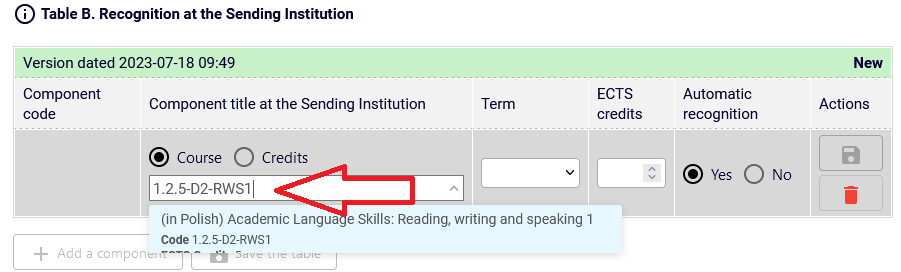 Table B. Recognition at the Sending Institution
Version dated 2023-07-18 09:49 New
Component code
Component title at the Sending Institution
Term
ECTS credits
Automatic recognition
Actions
Course Credits
1.2.5-D2-RWS1
Yes No
(in Polish) Academic Language Skills: Reading, writing and speaking 1
Code 1.2.5-D2-RWS1
Add a component
Save the table